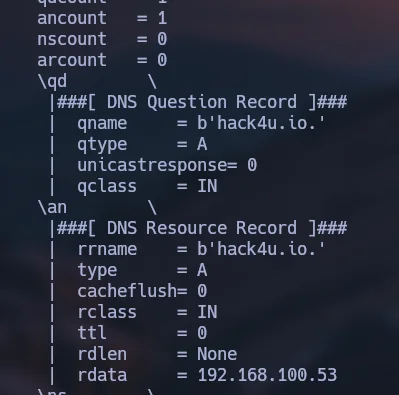 qdcount   = 1
ancount   = 1
nscount   = 0
arcount   = 0
\qd        \
 |###[ DNS Question Record ]###
 |  qname     = b'hack4u.io.'
 |  qtype     = A
 |  unicastresponse= 0
 |  qclass    = IN
\an        \
 |###[ DNS Resource Record ]###
 |  rrname    = b'hack4u.io.'
 |  type      = A
 |  cacheflush= 0
 |  rclass    = IN
 |  ttl       = 0
 |  rdlen     = None
 |  rdata     = 192.168.100.53
\ns        \